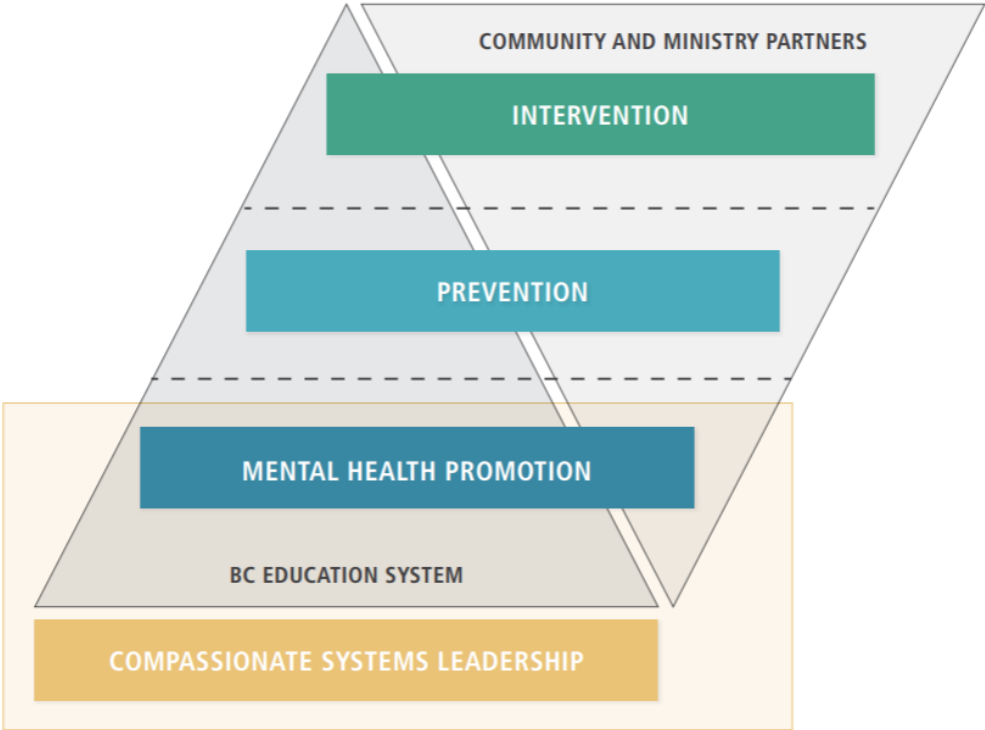 COMMUNITY AND MINISTRY PARTNERS
INTERVENTION
PREVENTION
MENTAL HEALTH PROMOTION
BC EDUCATION SYSTEM
COMPASSIONATE SYSTEMS LEADERSHIP